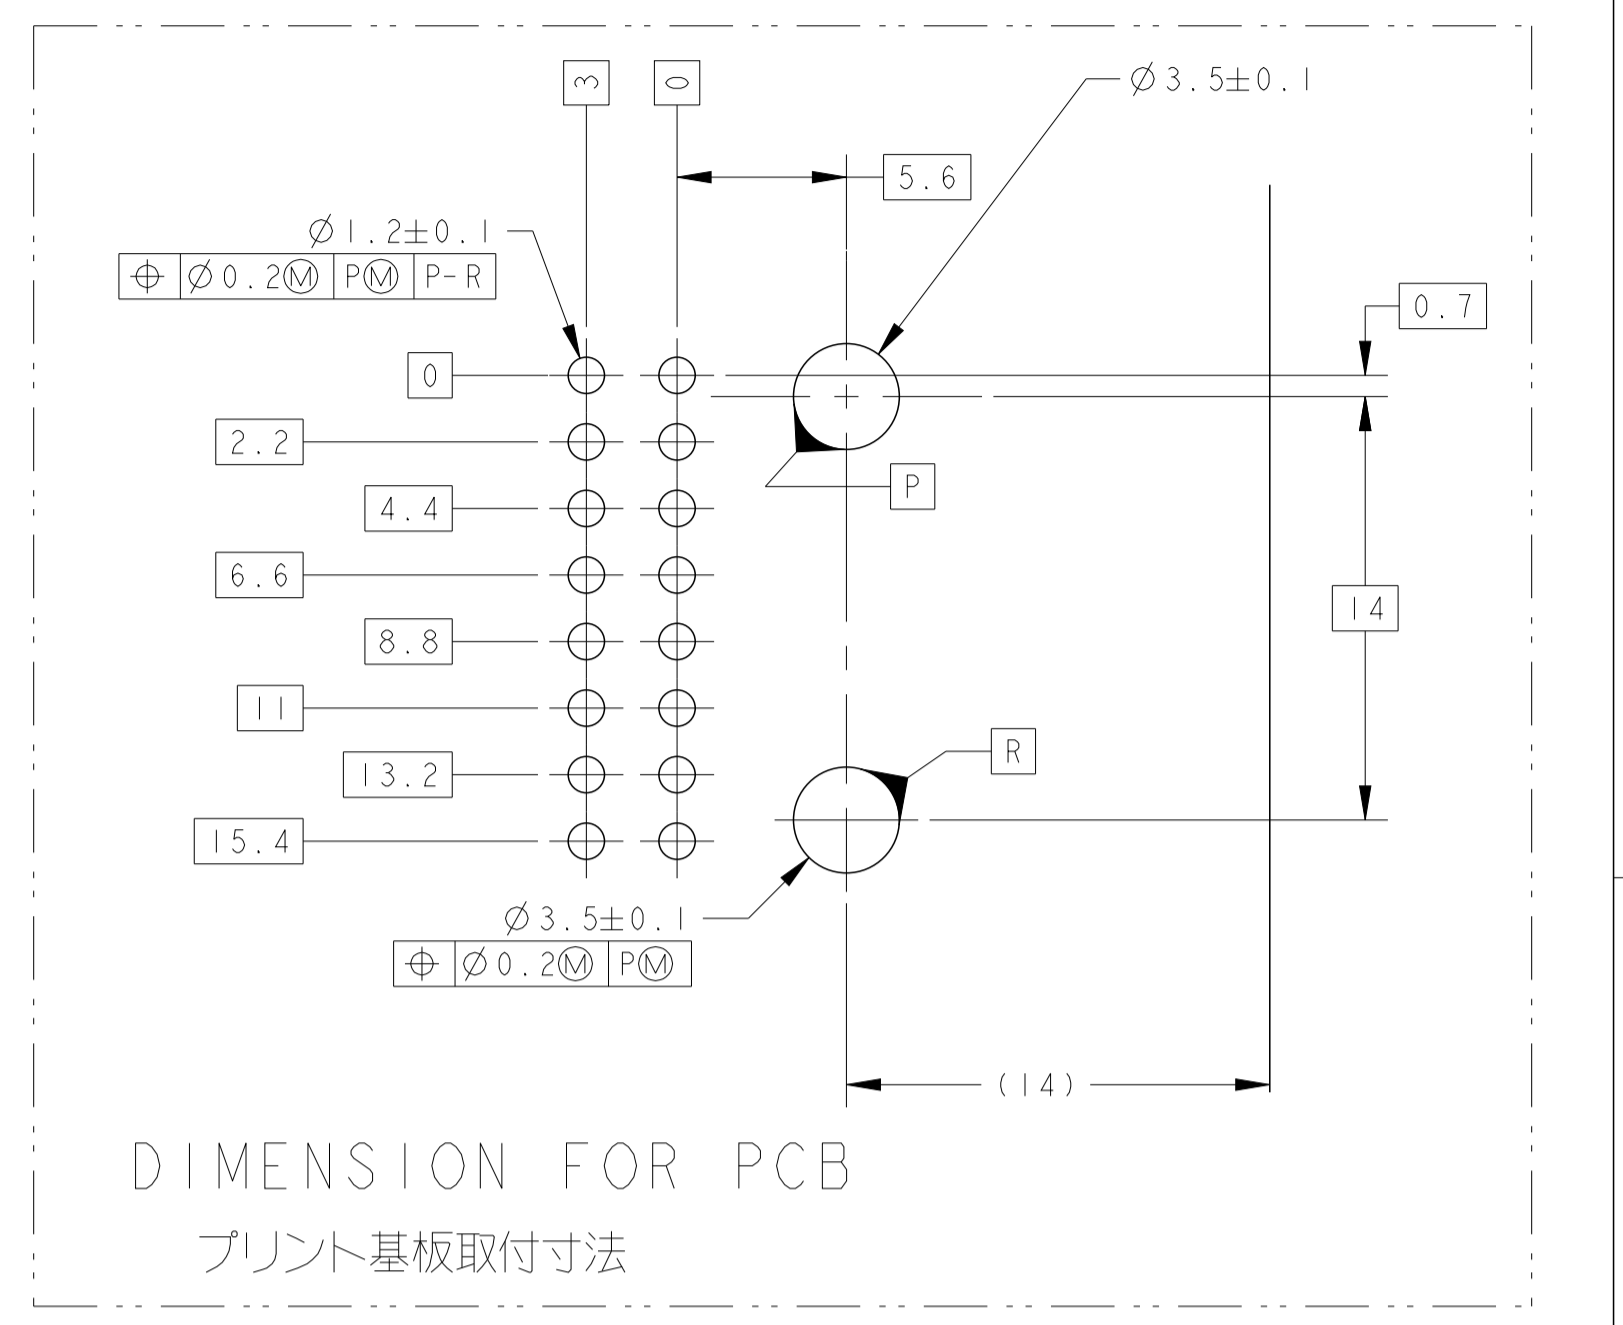 3
0
Ø3.5±0.1
5.6
Ø1.2±0.1
⌖ Ø0.2Ⓜ PⓂ P-R
0.7
0
2.2
4.4
P
6.6
14
8.8
11
R
13.2
15.4
Ø3.5±0.1
⌖ Ø0.2Ⓜ PⓂ
(14)
DIMENSION FOR PCB
プリント基板取付寸法